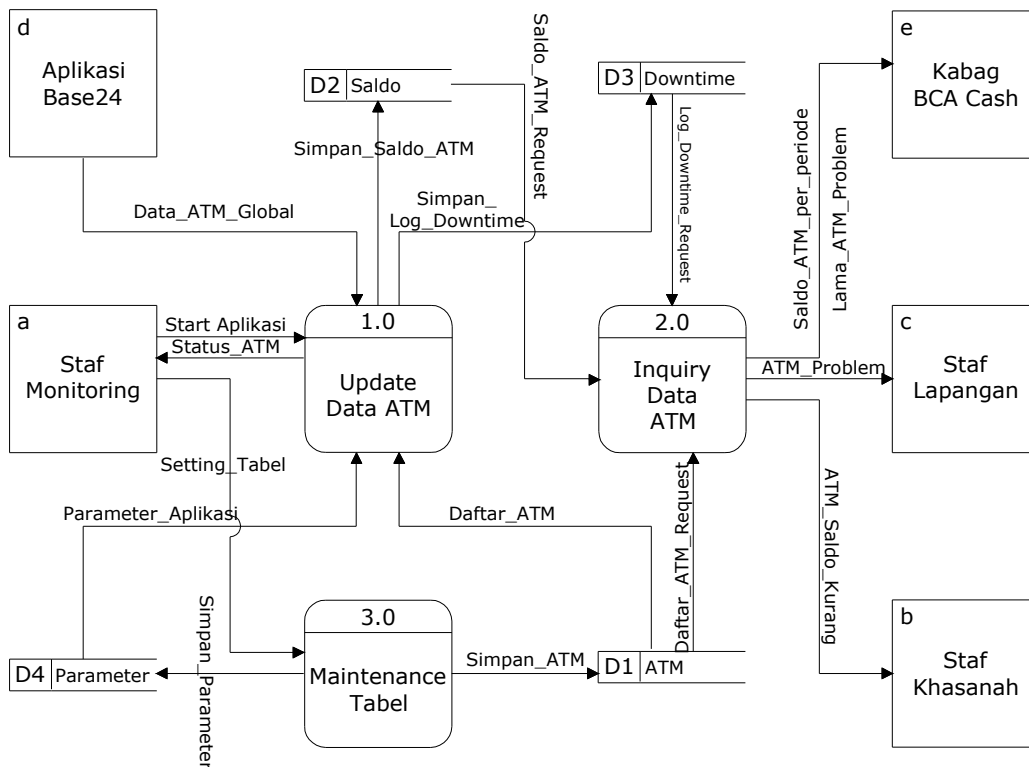 d
Aplikasi
Base24
D2 Saldo
Saldo_ATM_Request
D3 Downtime
e
Kabag
BCA Cash
Simpan_Saldo_ATM
Log_Downtime_Request
Data_ATM_Global
Simpan_
Log_Downtime
Saldo_ATM_per_periode
Lama_ATM_Problem
a
Staf
Monitoring
Start Aplikasi
Status_ATM
1.0
Update
Data ATM
2.0
Inquiry
Data
ATM
ATM_Problem
c
Staf
Lapangan
Setting_Tabel
Parameter_Aplikasi
Daftar_ATM
Daftar_ATM_Request
ATM_Saldo_Kurang
D4 Parameter
Simpan_Parameter
3.0
Maintenance
Tabel
Simpan_ATM
D1 ATM
b
Staf
Khasanah